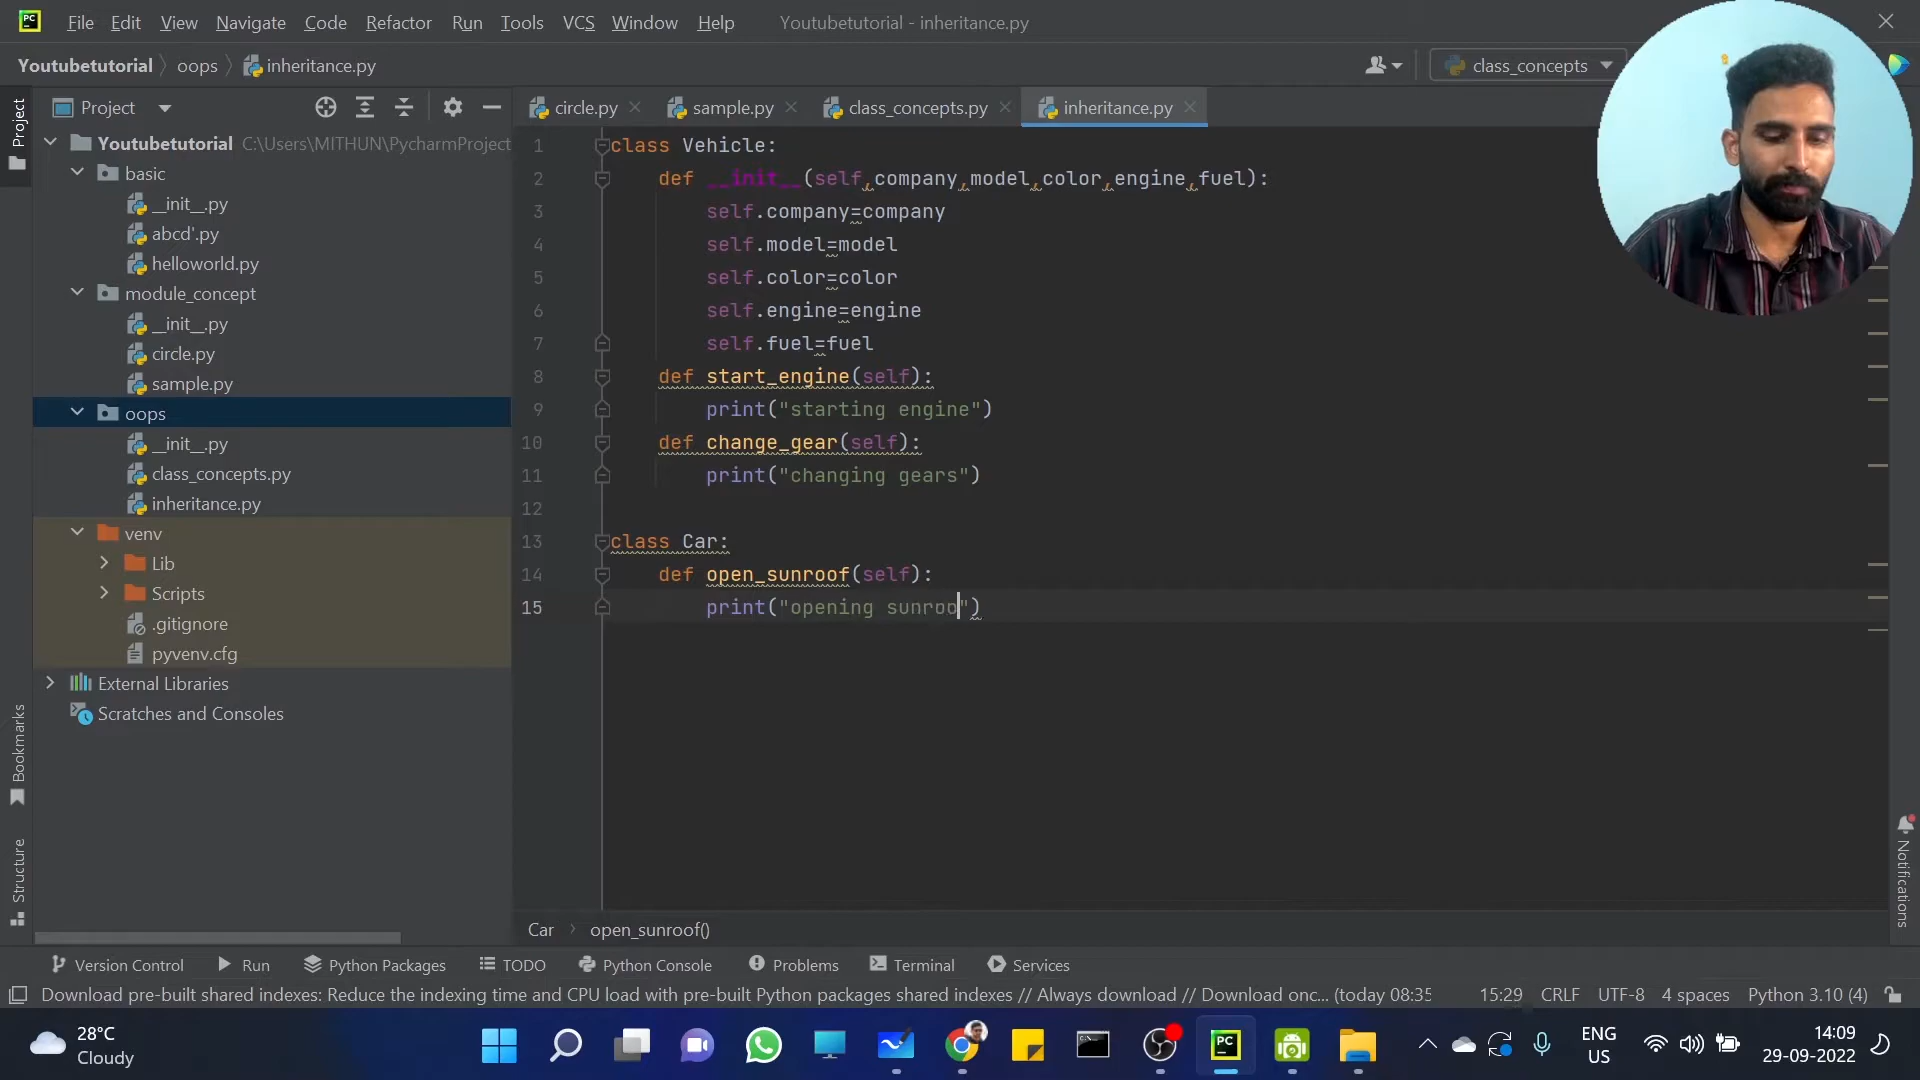 PC File Edit View Navigate Code Refactor Run Tools VCS Window Help Youtubetutorial - inheritance.py
Youtubetutorial oops inheritance.py class_concepts
Project
Project circle.py sample.py class_concepts.py inheritance.py
Youtubetutorial C:\Users\MITHUN\PycharmProject
basic
__init__.py
abcd'.py
helloworld.py
module_concept
__init__.py
circle.py
sample.py
oops
__init__.py
class_concepts.py
inheritance.py
venv
Lib
Scripts
.gitignore
pyvenv.cfg
External Libraries
Scratches and Consoles
Bookmarks
Structure
1 class Vehicle:
2 def __init__(self,company,model,color,engine,fuel):
3 self.company=company
4 self.model=model
5 self.color=color
6 self.engine=engine
7 self.fuel=fuel
8 def start_engine(self):
9 print("starting engine")
10 def change_gear(self):
11 print("changing gears")
12
13 class Car:
14 def open_sunroof(self):
15 print("opening sunroo")
Notifications
Car open_sunroof()
Version Control Run Python Packages TODO Python Console Problems Terminal Services
Download pre-built shared indexes: Reduce the indexing time and CPU load with pre-built Python packages shared indexes // Always download // Download onc... (today 08:35 15:29 CRLF UTF-8 4 spaces Python 3.10 (4)
28°C
Cloudy
PC
ENG
US
14:09
29-09-2022